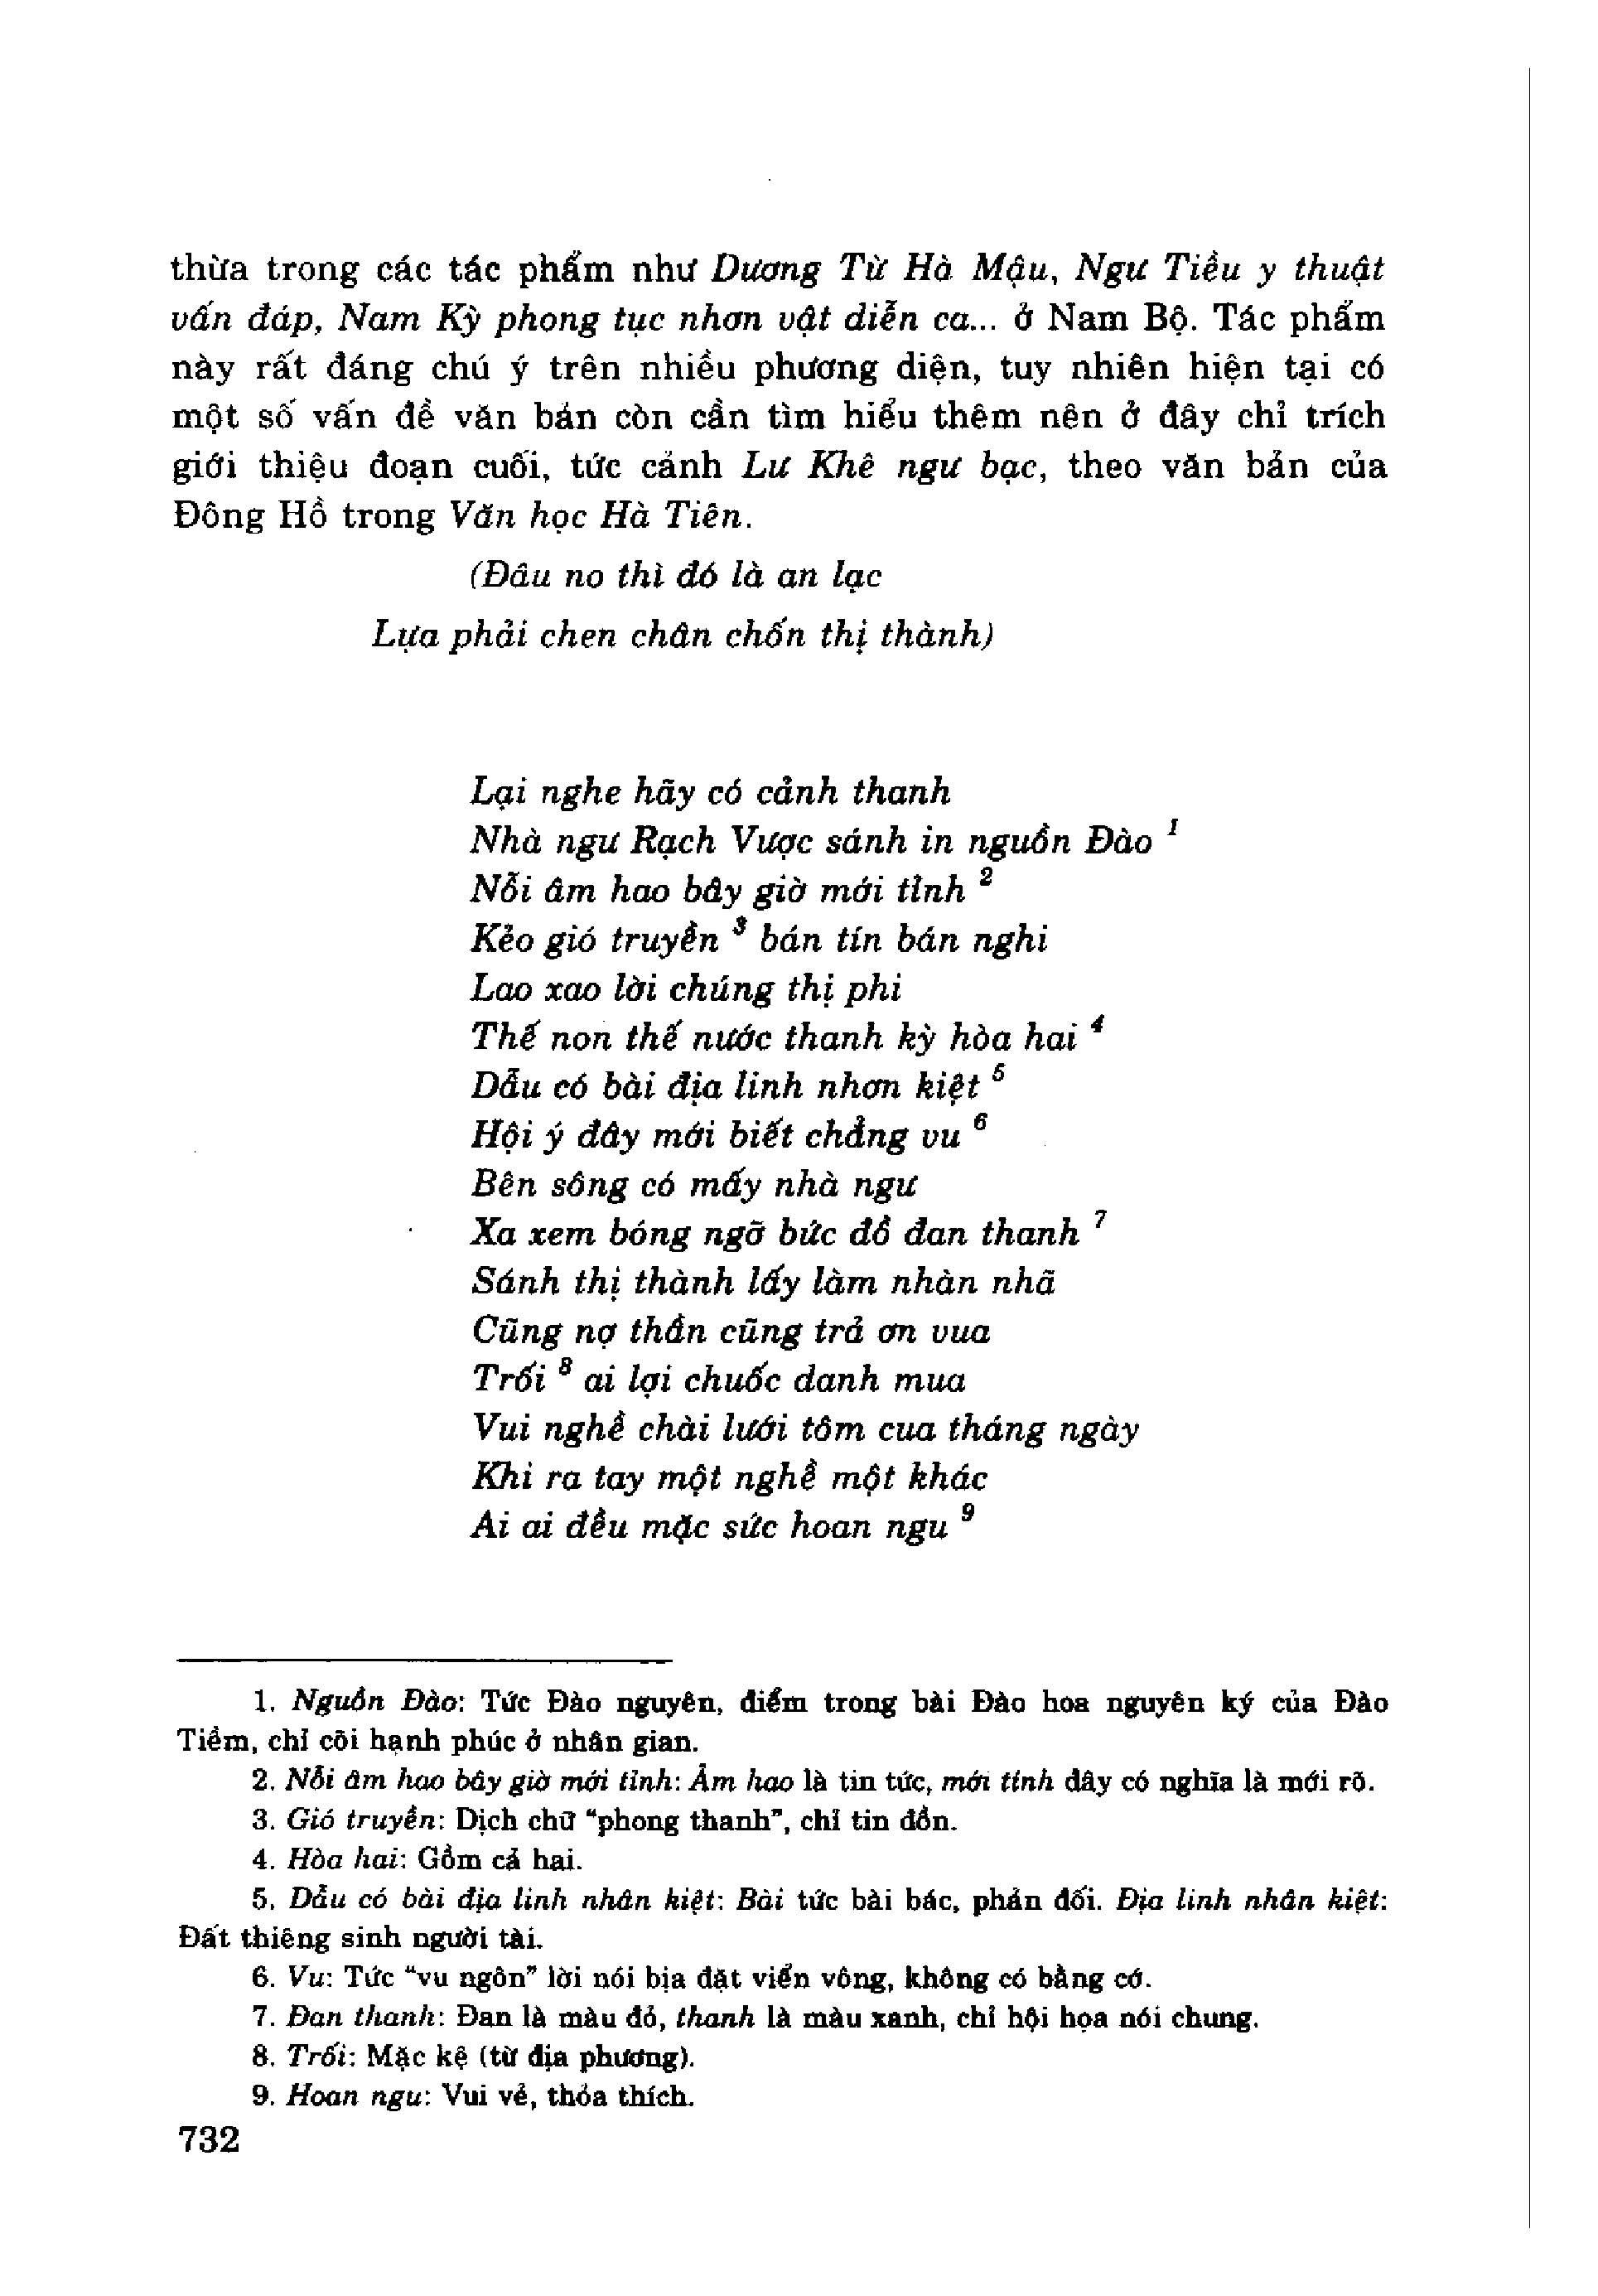 thừa trong các tác phẩm như Dương Từ Hà Mậu, Ngư Tiều y thuật
vấn đáp, Nam Kỳ phong tục nhơn vật diễn ca... ở Nam Bộ. Tác phẩm
này rất đáng chú ý trên nhiều phương diện, tuy nhiên hiện tại có
một số vấn đề văn bản còn cần tìm hiểu thêm nên ở đây chỉ trích
giới thiệu đoạn cuối, tức cảnh Lư Khê ngư bạc, theo văn bản của
Đông Hồ trong Văn học Hà Tiên.
(Đâu no thì đó là an lạc
Lựa phải chen chân chốn thị thành)
Lại nghe hãy có cảnh thanh
Nhà ngư Rạch Vược sánh in nguồn Đào 1
Nỗi âm hao bây giờ mới tỉnh 2
Kẻo gió truyền 3 bán tín bán nghi
Lao xao lời chúng thị phi
Thế non thế nước thanh kỳ hòa hai 4
Dẫu có bài địa linh nhơn kiệt 5
Hội ý đây mới biết chẳng vu 6
Bên sông có mấy nhà ngư
Xa xem bóng ngỡ bức đồ đan thanh 7
Sánh thị thành lấy làm nhàn nhã
Cũng nợ thần cũng trả ơn vua
Trối 8 ai lợi chuốc danh mua
Vui nghề chài lưới tôm cua tháng ngày
Khi ra tay một nghề một khác
Ai ai đều mặc sức hoan ngu 9
1. Nguồn Đào: Tức Đào nguyên, điểm trong bài Đào hoa nguyên ký của Đào
Tiềm, chỉ cõi hạnh phúc ở nhân gian.
2. Nỗi âm hao bây giờ mới tỉnh: Âm hao là tin tức, mới tỉnh đây có nghĩa là mới rõ.
3. Gió truyền: Dịch chữ “phong thanh”, chỉ tin đồn.
4. Hòa hai: Gồm cả hai.
5. Dẫu có bài địa linh nhân kiệt: Bài tức bài bác, phản đối. Địa linh nhân kiệt:
Đất thiêng sinh người tài.
6. Vu: Tức “vu ngôn” lời nói bịa đặt viển vông, không có bằng cớ.
7. Đan thanh: Đan là màu đỏ, thanh là màu xanh, chỉ hội họa nói chung.
8. Trối: Mặc kệ (từ địa phương).
9. Hoan ngu: Vui vẻ, thỏa thích.
732